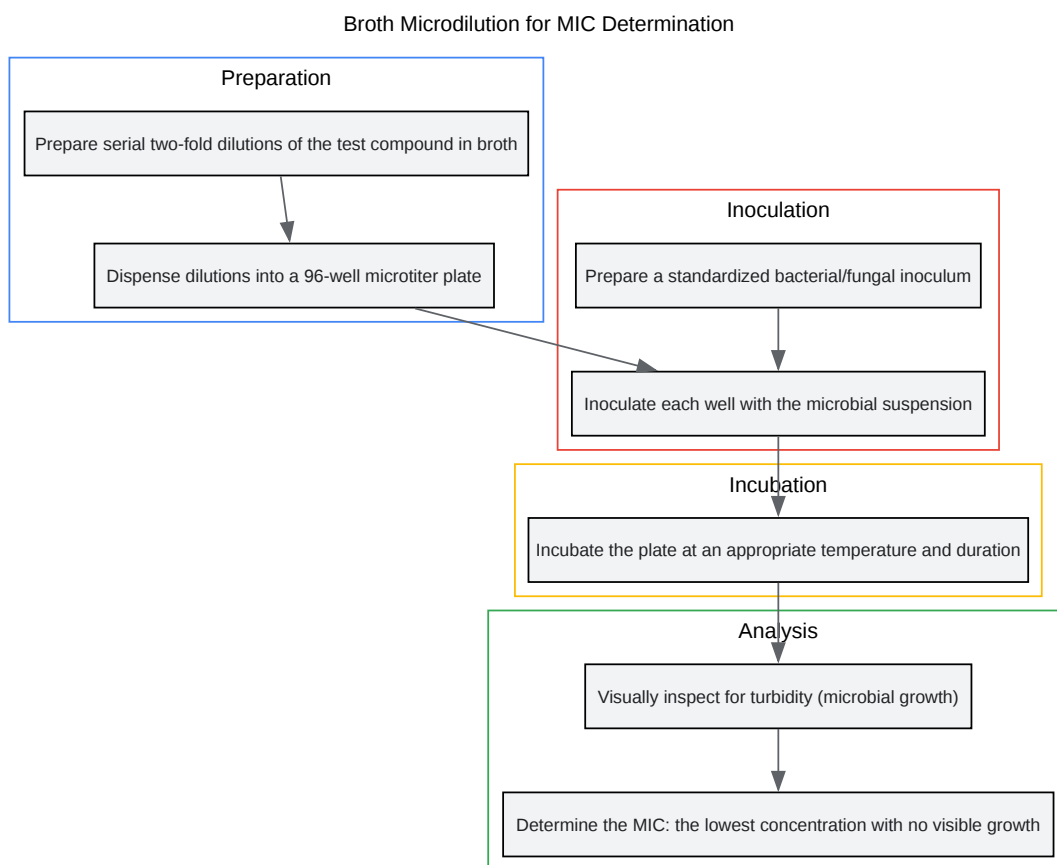 Broth Microdilution for MIC Determination
Preparation
Prepare serial two-fold dilutions of the test compound in broth
Dispense dilutions into a 96-well microtiter plate
Inoculation
Prepare a standardized bacterial/fungal inoculum
Inoculate each well with the microbial suspension
Incubation
Incubate the plate at an appropriate temperature and duration
Analysis
Visually inspect for turbidity (microbial growth)
Determine the MIC: the lowest concentration with no visible growth